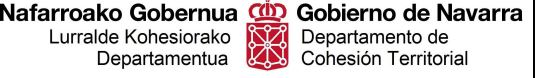 Nafarroako Gobernua
Lurralde Kohesiorako
Departamentua
Gobierno de Navarra
Departamento de
Cohesión Territorial